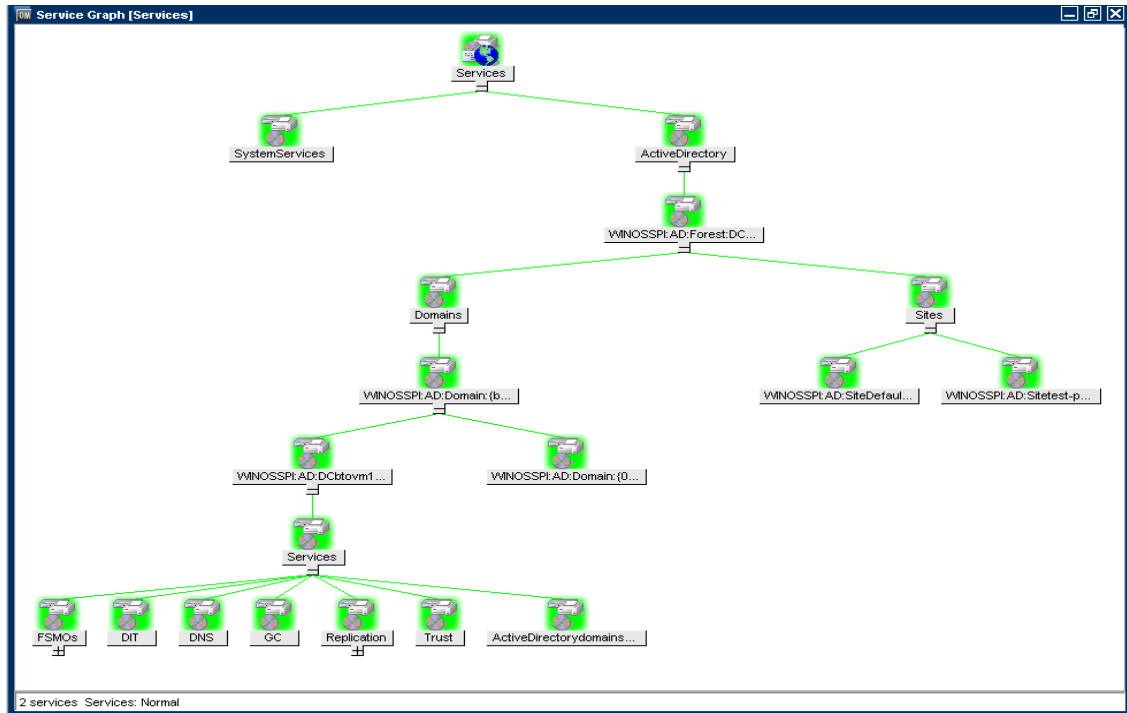 OM Service Graph [Services]
Services
SystemServices
ActiveDirectory
WINOSSPI:AD:Forest:DC...
Domains
Sites
WINOSSPI:AD:Domain:{b...
WINOSSPI:AD:SiteDefaul...
WINOSSPI:AD:Sitetest-p...
WINOSSPI:AD:DCbtovm1...
WINOSSPI:AD:Domain:{0...
Services
FSMOs
DIT
DNS
GC
Replication
Trust
ActiveDirectorydomains...
2 services Services: Normal